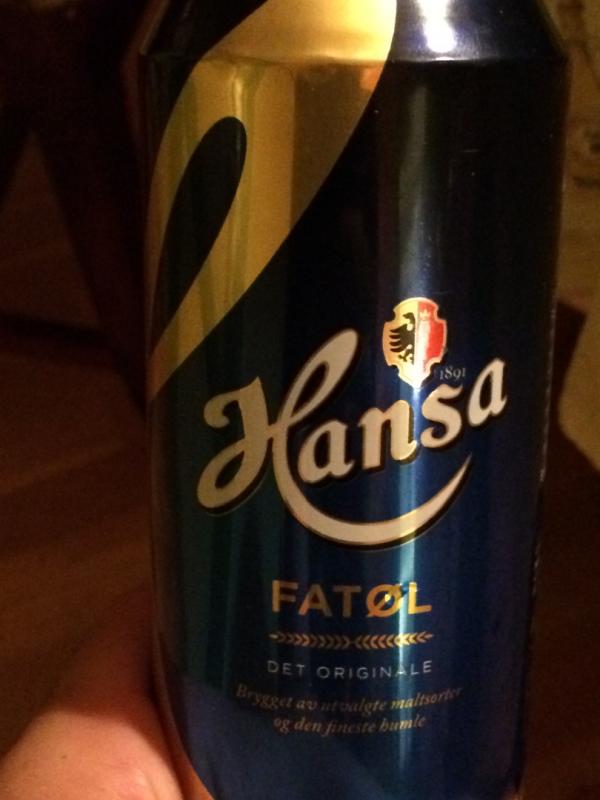 1891
Hansa
FATØL
DET ORIGINALE
Brygget av utvalgte maltsorter
og den fineste humle